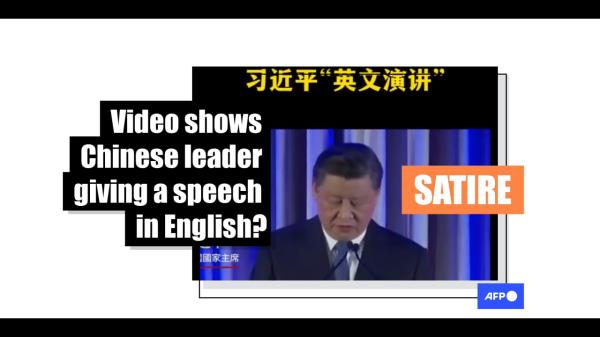 习近平“英文演讲”
Video shows
Chinese leader
giving a speech
in English?
SATIRE
國家主席
AFP